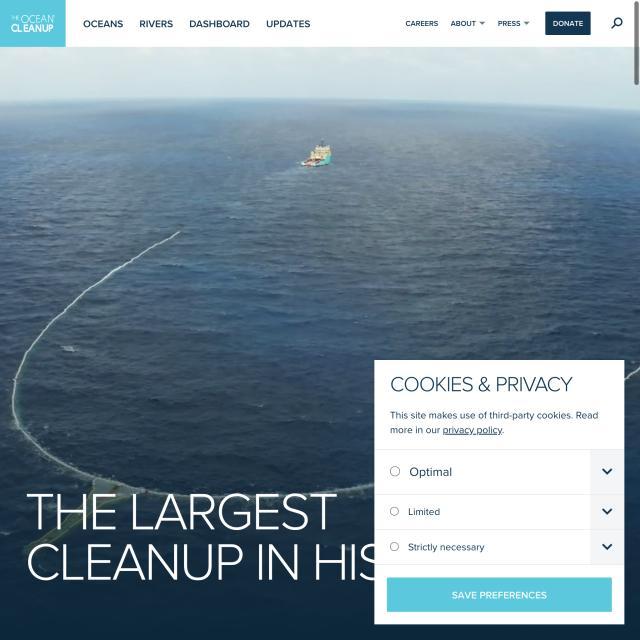 THE OCEAN
CLEANUP
OCEANS RIVERS DASHBOARD UPDATES
CAREERS ABOUT PRESS DONATE
THE LARGEST
CLEANUP IN HIS
COOKIES & PRIVACY
This site makes use of third-party cookies. Read
more in our privacy policy.
Optimal
Limited
Strictly necessary
SAVE PREFERENCES